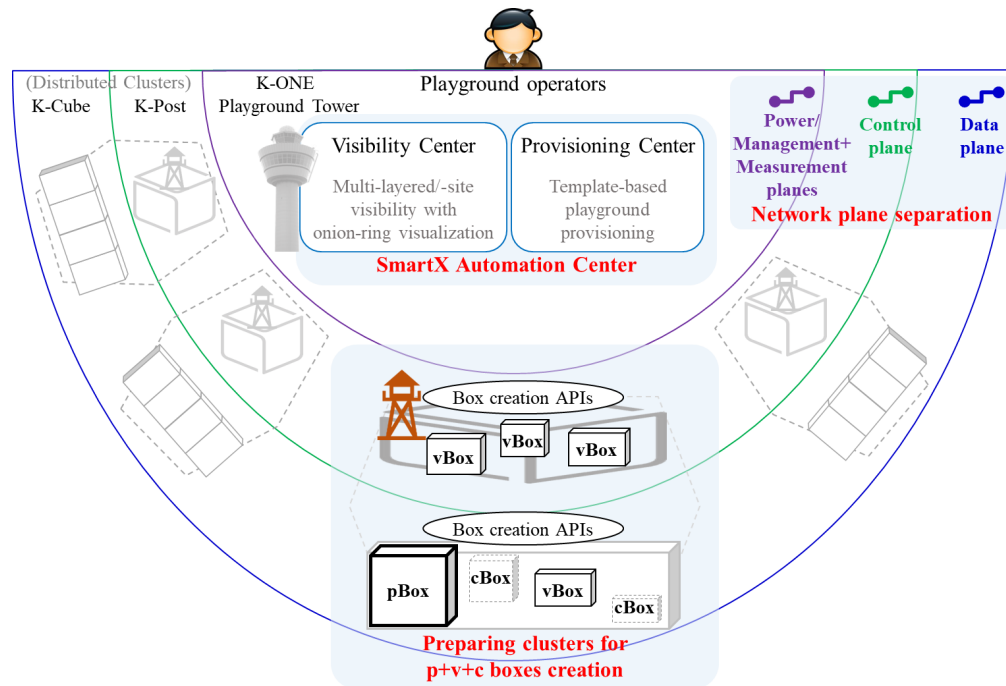 (Distributed Clusters)
K-Cube
K-Post
K-ONE
Playground Tower
Playground operators
Visibility Center
Multi-layered/-site
visibility with
onion-ring visualization
Provisioning Center
Template-based
playground
provisioning
SmartX Automation Center
Power/
Management+
Measurement
planes
Control
plane
Data
plane
Network plane separation
Box creation APIs
vBox
vBox
vBox
Box creation APIs
pBox
cBox
vBox
cBox
Preparing clusters for
p+v+c boxes creation